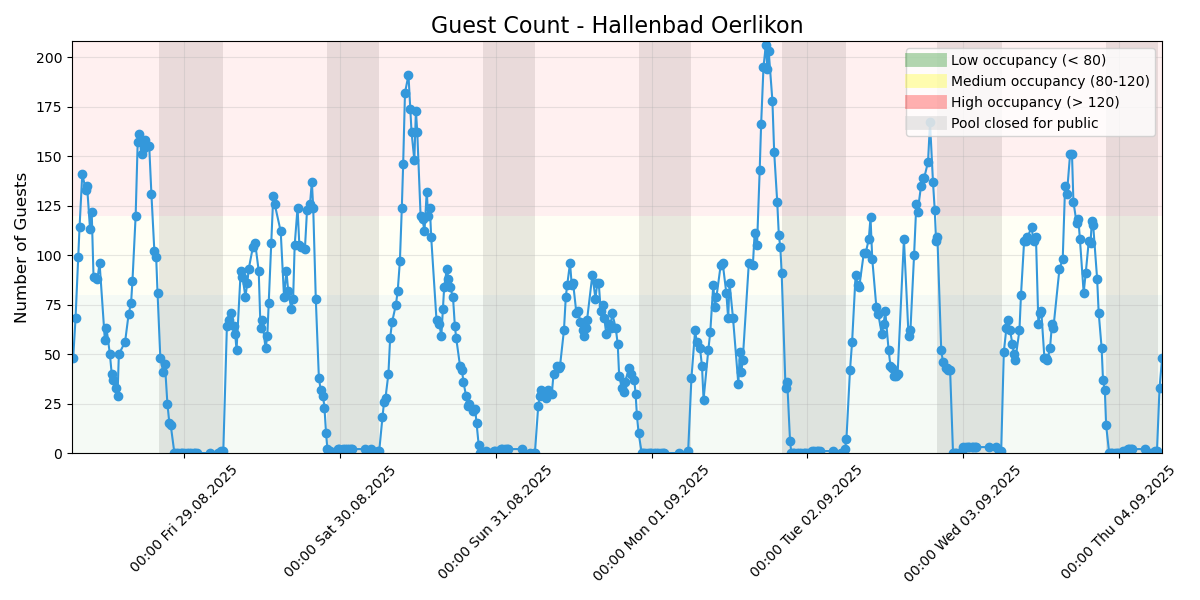 Guest Count - Hallenbad Oerlikon
Number of Guests
200
175
150
125
100
75
50
25
0
Low occupancy (< 80)
Medium occupancy (80-120)
High occupancy (> 120)
Pool closed for public
00:00 Fri 29.08.2025
00:00 Sat 30.08.2025
00:00 Sun 31.08.2025
00:00 Mon 01.09.2025
00:00 Tue 02.09.2025
00:00 Wed 03.09.2025
00:00 Thu 04.09.2025